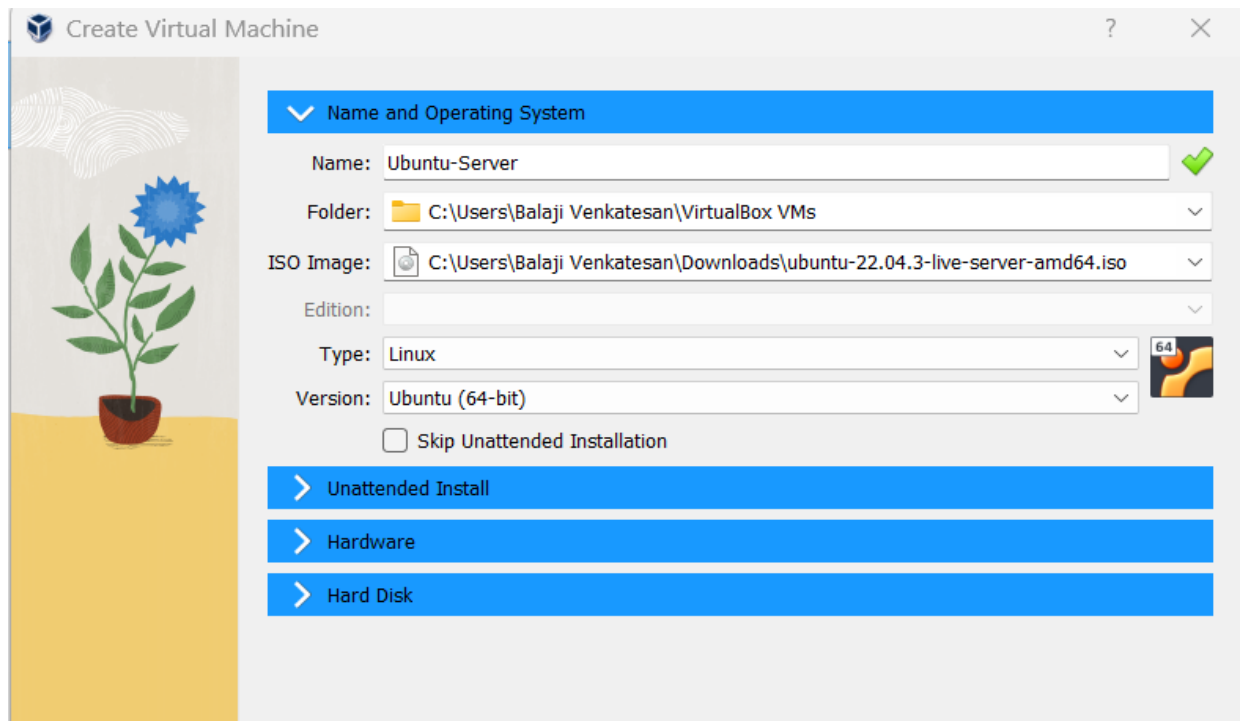 Create Virtual Machine ?
Name and Operating System
Name: Ubuntu-Server
Folder: C:\Users\Balaji Venkatesan\VirtualBox VMs
ISO Image: C:\Users\Balaji Venkatesan\Downloads\ubuntu-22.04.3-live-server-amd64.iso
Edition:
Type: Linux
64
Version: Ubuntu (64-bit)
Skip Unattended Installation
Unattended Install
Hardware
Hard Disk